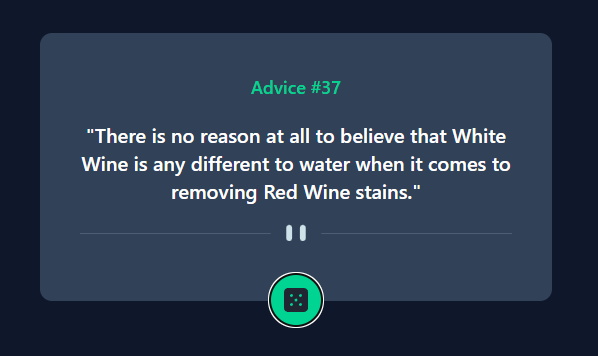 Advice #37
"There is no reason at all to believe that White
Wine is any different to water when it comes to
removing Red Wine stains."